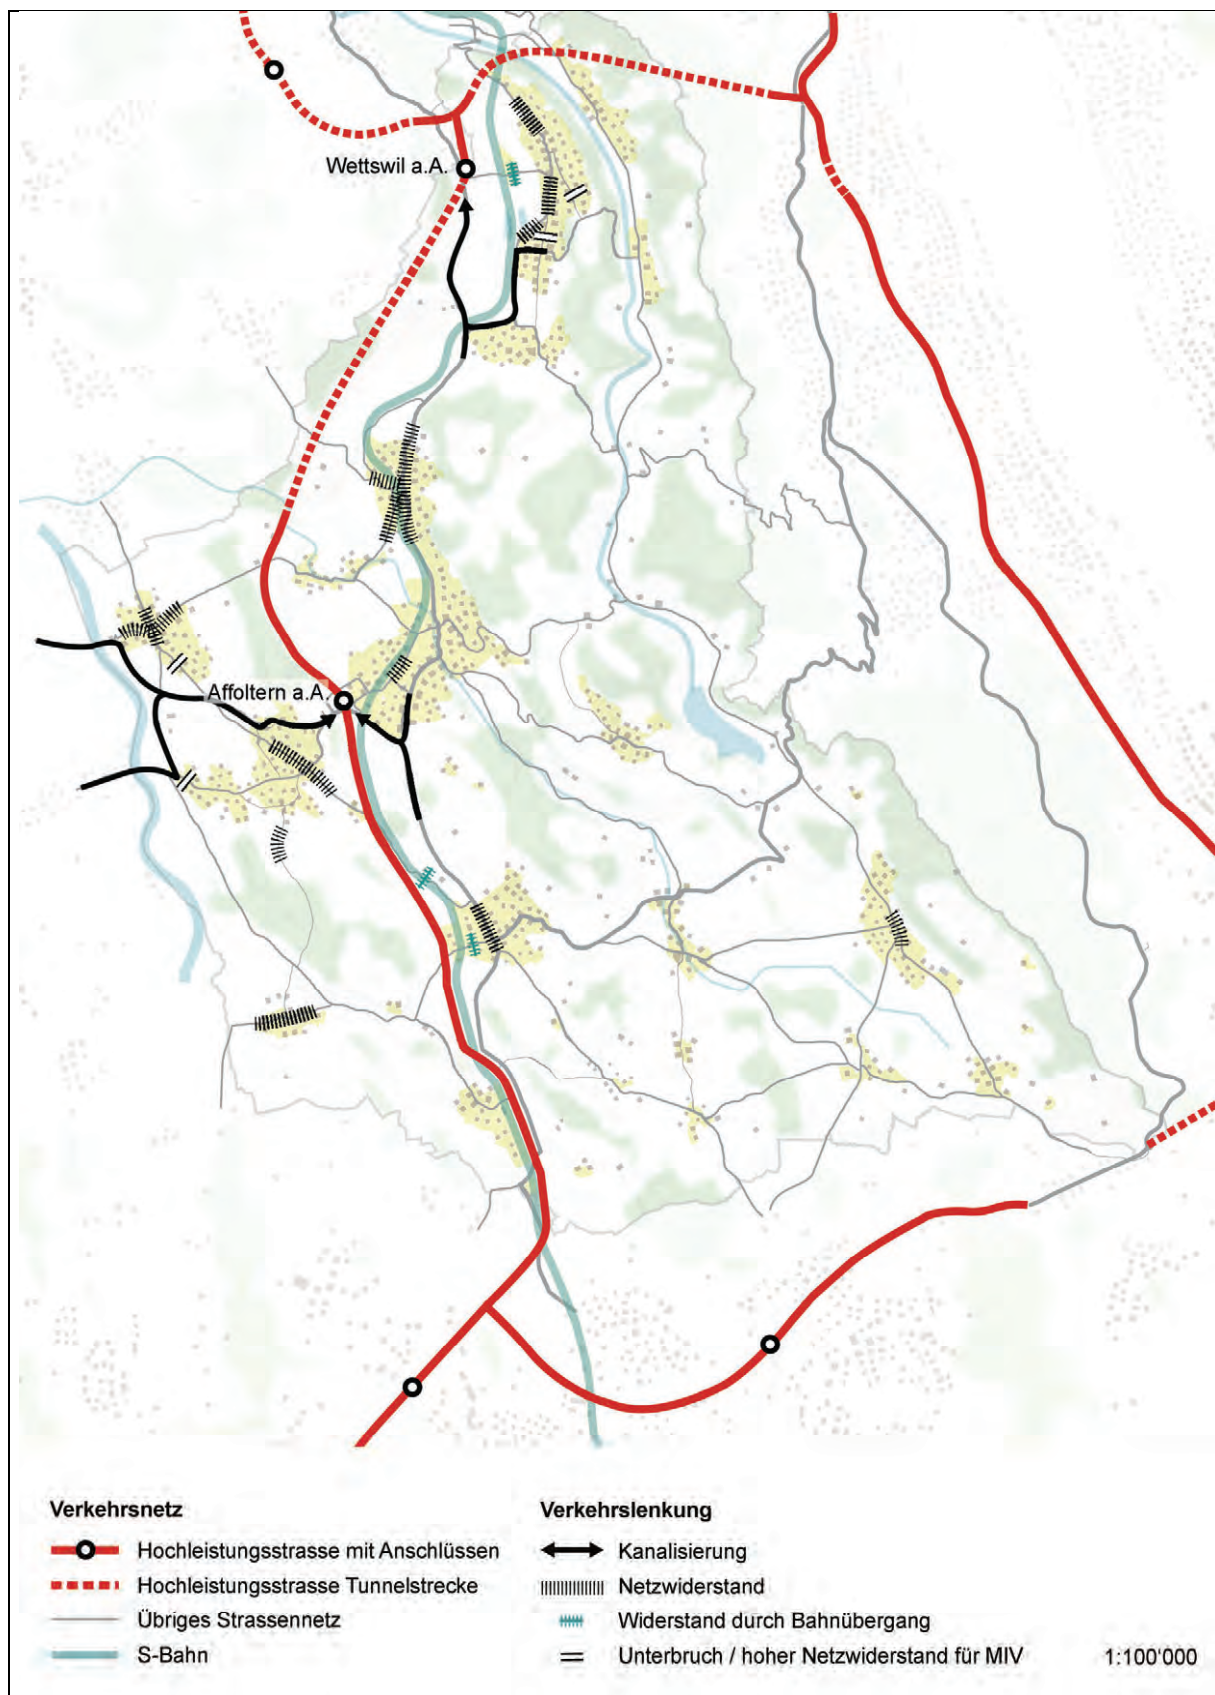 Wettswil a.A.
Affoltern a.A.
Verkehrsnetz
Hochleistungsstrasse mit Anschlüssen
Hochleistungsstrasse Tunnelstrecke
Übriges Strassennetz
S-Bahn
Verkehrslenkung
Kanalisierung
Netzwiderstand
Widerstand durch Bahnübergang
Unterbruch / hoher Netzwiderstand für MIV
1:100'000